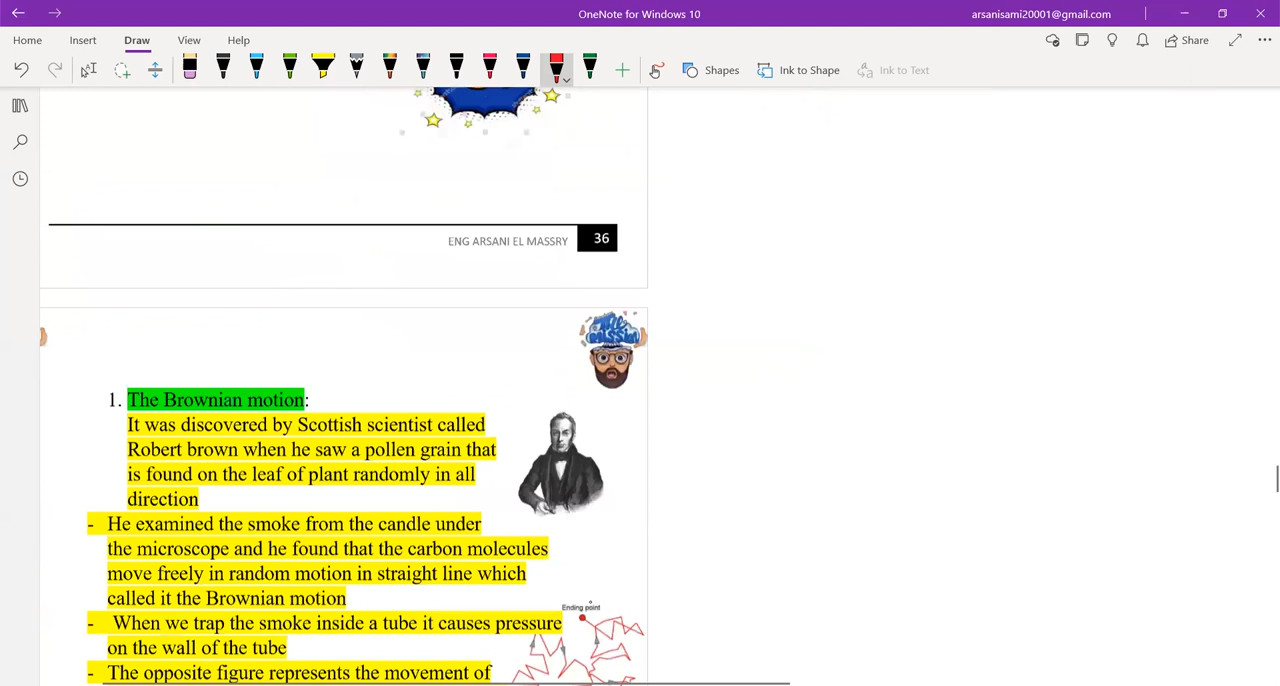 OneNote for Windows 10
arsanisami20001@gmail.com
Home
Insert
Draw
View
Help
Share
Shapes
Ink to Shape
Ink to Text
ENG ARSANI EL MASSRY
36
1. The Brownian motion:
It was discovered by Scottish scientist called
Robert brown when he saw a pollen grain that
is found on the leaf of plant randomly in all
direction
- He examined the smoke from the candle under
the microscope and he found that the carbon molecules
move freely in random motion in straight line which
called it the Brownian motion
Ending point
- When we trap the smoke inside a tube it causes pressure
on the wall of the tube
- The opposite figure represents the movement of